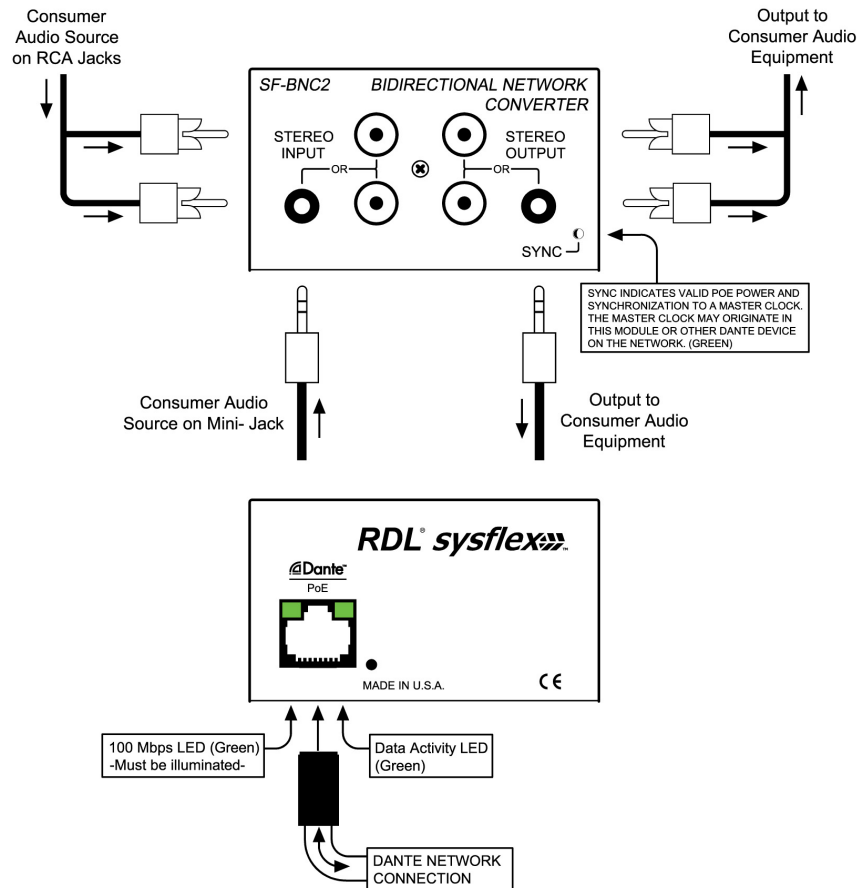 Consumer
Audio Source
on RCA Jacks
Output to
Consumer Audio
Equipment
SF-BNC2
BIDIRECTIONAL NETWORK
CONVERTER
STEREO
INPUT
OR
STEREO
OUTPUT
OR
SYNC
SYNC INDICATES VALID POE POWER AND
SYNCHRONIZATION TO A MASTER CLOCK.
THE MASTER CLOCK MAY ORIGINATE IN
THIS MODULE OR OTHER DANTE DEVICE
ON THE NETWORK. (GREEN)
Consumer Audio
Source on Mini- Jack
Output to
Consumer Audio
Equipment
RDL® sysflex™
Dante™
PoE
MADE IN U.S.A.
CE
100 Mbps LED (Green)
-Must be illuminated-
Data Activity LED
(Green)
DANTE NETWORK
CONNECTION